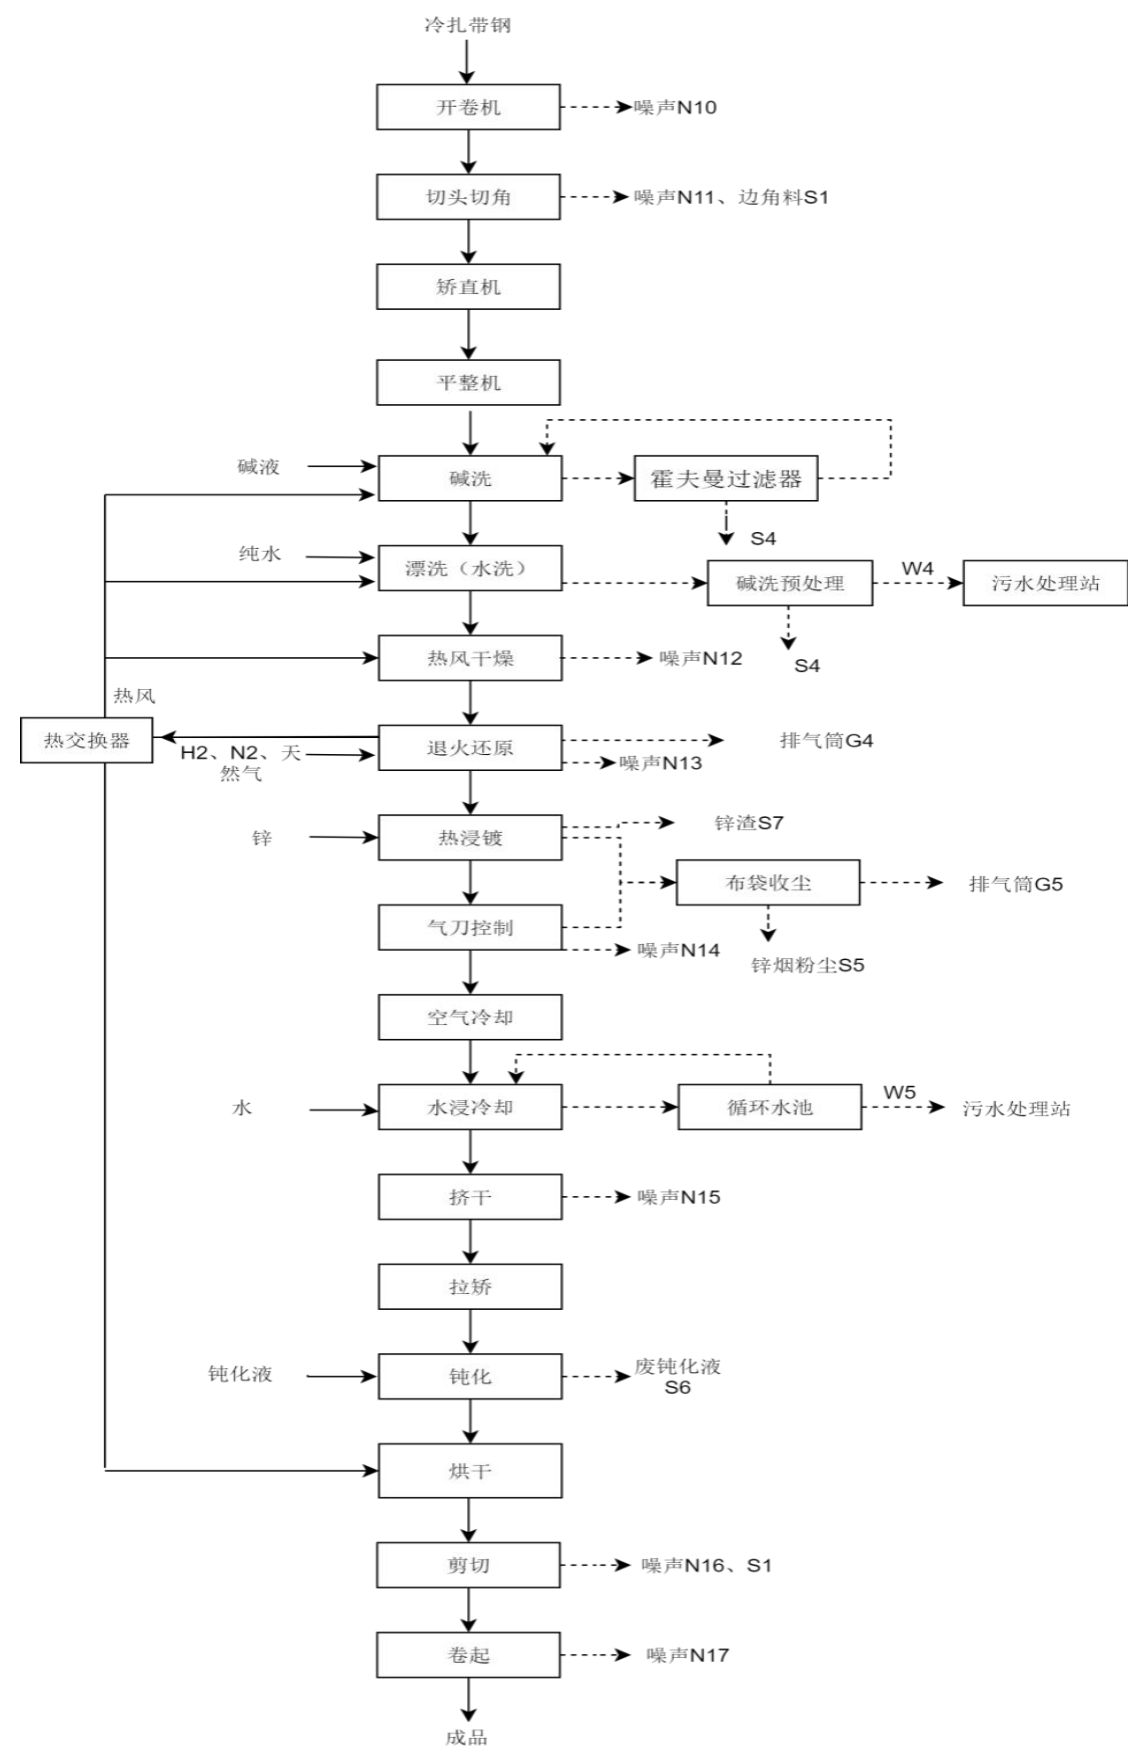 冷扎带钢
开卷机
噪声N10
切头切角
噪声N11、边角料S1
矫直机
平整机
碱液
碱洗
霍夫曼过滤器
S4
纯水
漂洗（水洗）
碱洗预处理
W4
污水处理站
S4
热风干燥
噪声N12
热风
热交换器
H2、N2、天
然气
退火还原
排气筒G4
噪声N13
锌
热浸镀
锌渣S7
布袋收尘
排气筒G5
气刀控制
噪声N14
锌烟粉尘S5
空气冷却
水
水浸冷却
循环水池
W5
污水处理站
挤干
噪声N15
拉矫
钝化液
钝化
废钝化液
S6
烘干
剪切
噪声N16、S1
卷起
噪声N17
成品